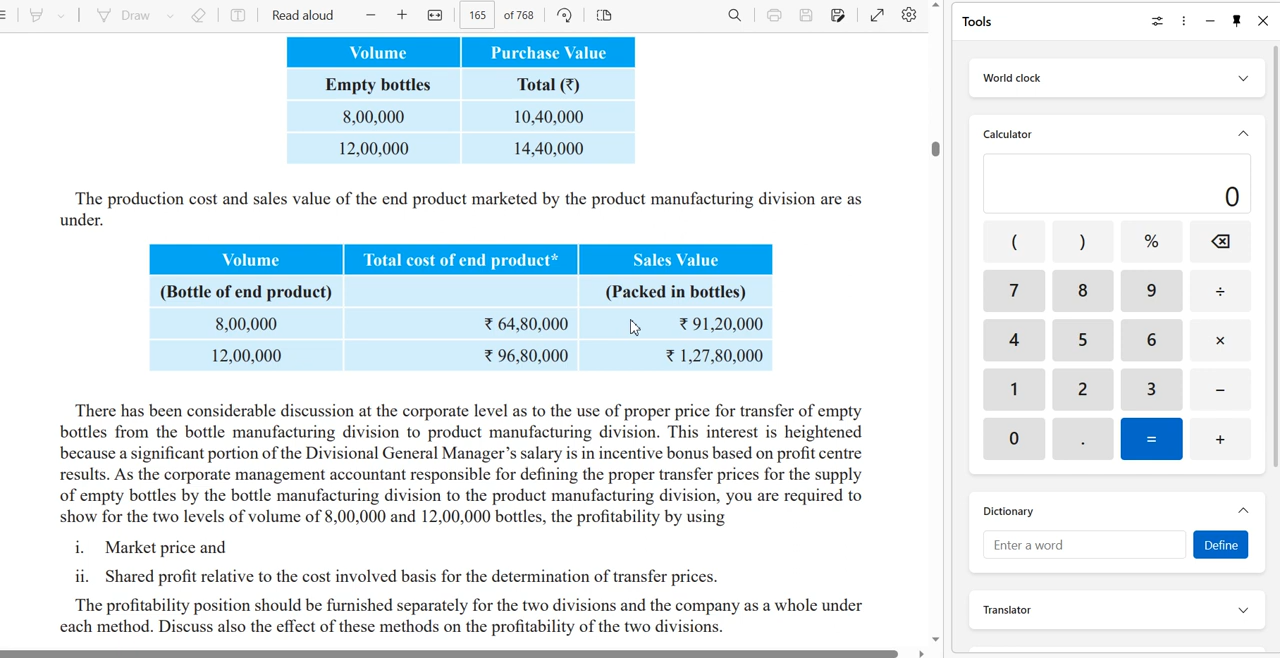 Draw
Read aloud
165 of 768
Tools
World clock
Calculator
0
( ) %
7 8 9 ÷
4 5 6 ×
1 2 3 −
0 . = +
Dictionary
Enter a word Define
Translator
Volume Purchase Value
Empty bottles Total (₹)
8,00,000 10,40,000
12,00,000 14,40,000
The production cost and sales value of the end product marketed by the product manufacturing division are as
under.
Volume Total cost of end product* Sales Value
(Bottle of end product) (Packed in bottles)
8,00,000 ₹ 64,80,000 ₹ 91,20,000
12,00,000 ₹ 96,80,000 ₹ 1,27,80,000
There has been considerable discussion at the corporate level as to the use of proper price for transfer of empty
bottles from the bottle manufacturing division to product manufacturing division. This interest is heightened
because a significant portion of the Divisional General Manager's salary is in incentive bonus based on profit centre
results. As the corporate management accountant responsible for defining the proper transfer prices for the supply
of empty bottles by the bottle manufacturing division to the product manufacturing division, you are required to
show for the two levels of volume of 8,00,000 and 12,00,000 bottles, the profitability by using
i. Market price and
ii. Shared profit relative to the cost involved basis for the determination of transfer prices.
The profitability position should be furnished separately for the two divisions and the company as a whole under
each method. Discuss also the effect of these methods on the profitability of the two divisions.